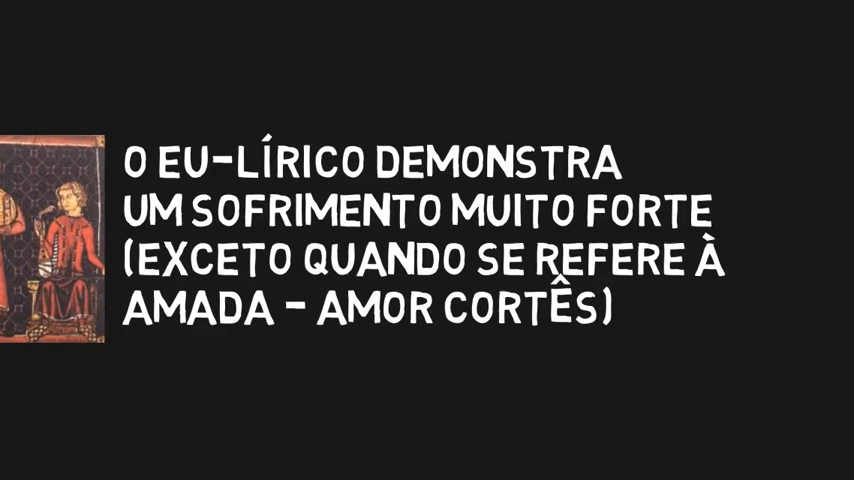 O EU-LÍRICO DEMONSTRA
UM SOFRIMENTO MUITO FORTE
(EXCETO QUANDO SE REFERE À
AMADA - AMOR CORTÊS)